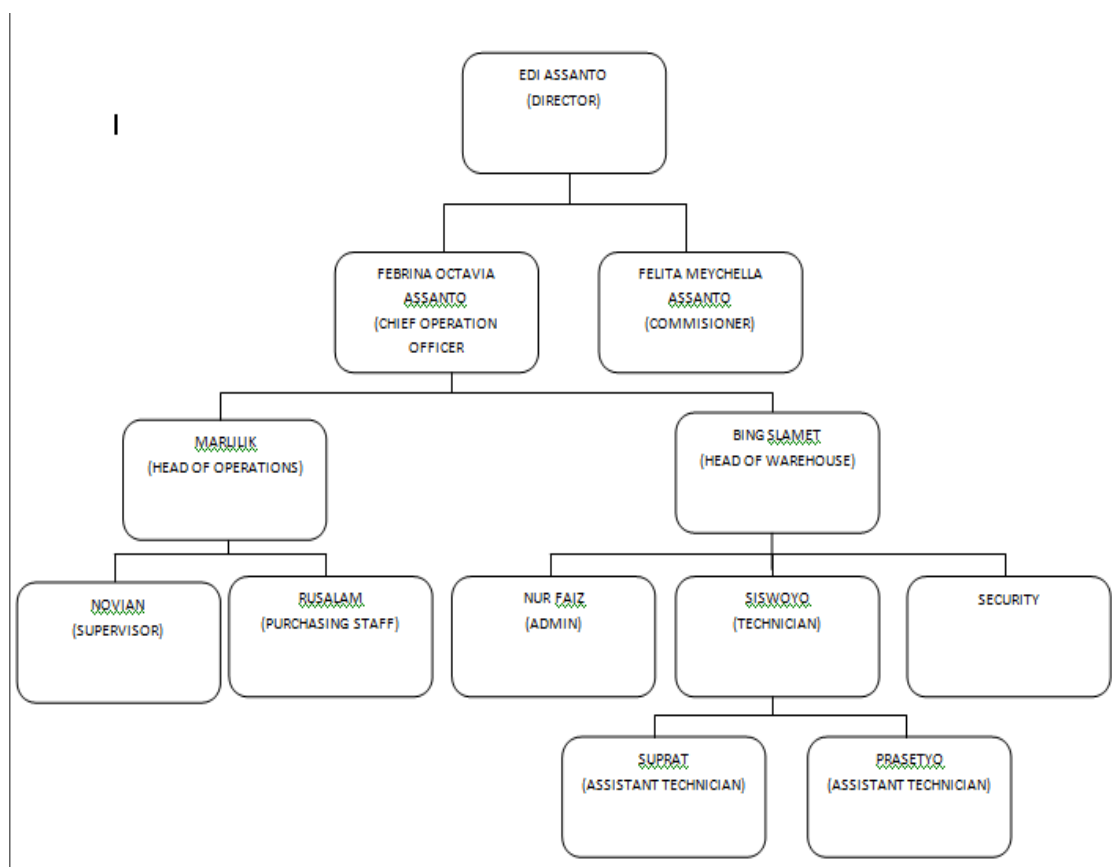 EDI ASSANTO
(DIRECTOR)
FEBRINA OCTAVIA
ASSANTO
(CHIEF OPERATION
OFFICER
FELITA MEYCHELLA
ASSANTO
(COMMISIONER)
MARLILIK
(HEAD OF OPERATIONS)
BING SLAMET
(HEAD OF WAREHOUSE)
NOVIAN
(SUPERVISOR)
RUSALAM
(PURCHASING STAFF)
NUR FAIZ
(ADMIN)
SISWOYO
(TECHNICIAN)
SECURITY
SUPRAT
(ASSISTANT TECHNICIAN)
PRASETYO
(ASSISTANT TECHNICIAN)